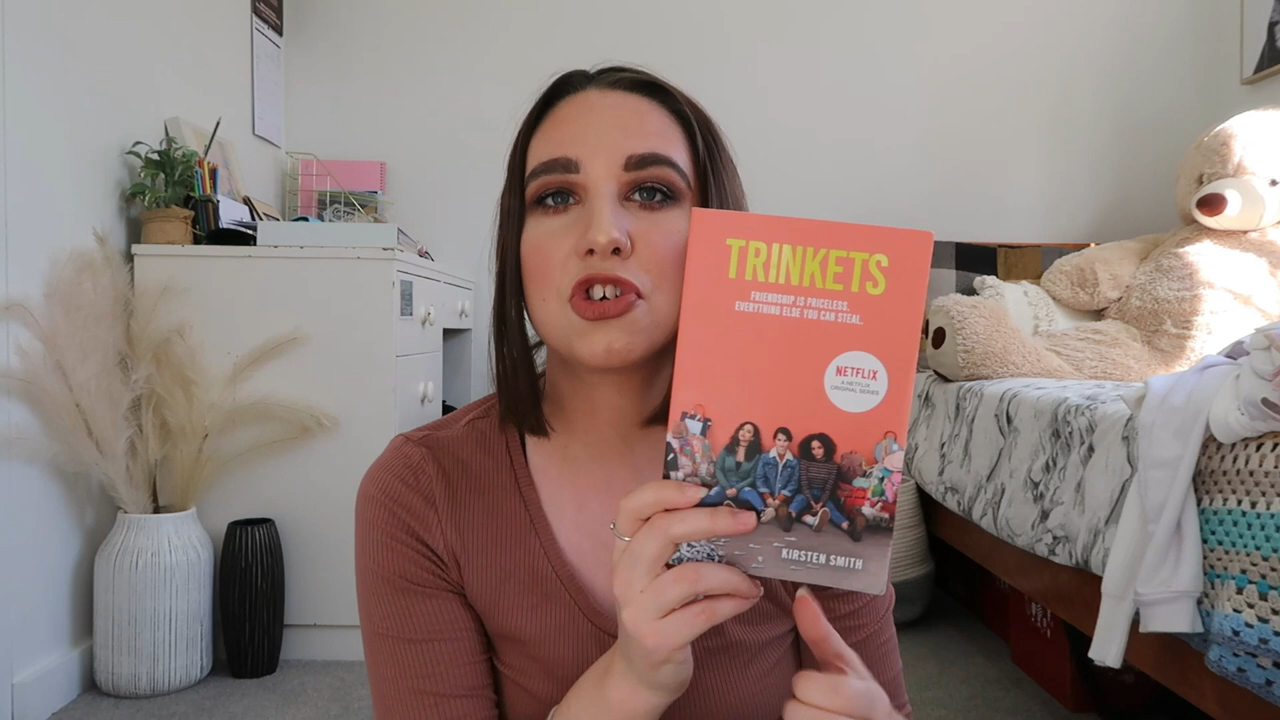 TRINKETS
FRIENDSHIP IS PRICELESS.
EVERYTHING ELSE YOU CAN STEAL.
NETFLIX
A NETFLIX
ORIGINAL SERIES
KIRSTEN SMITH